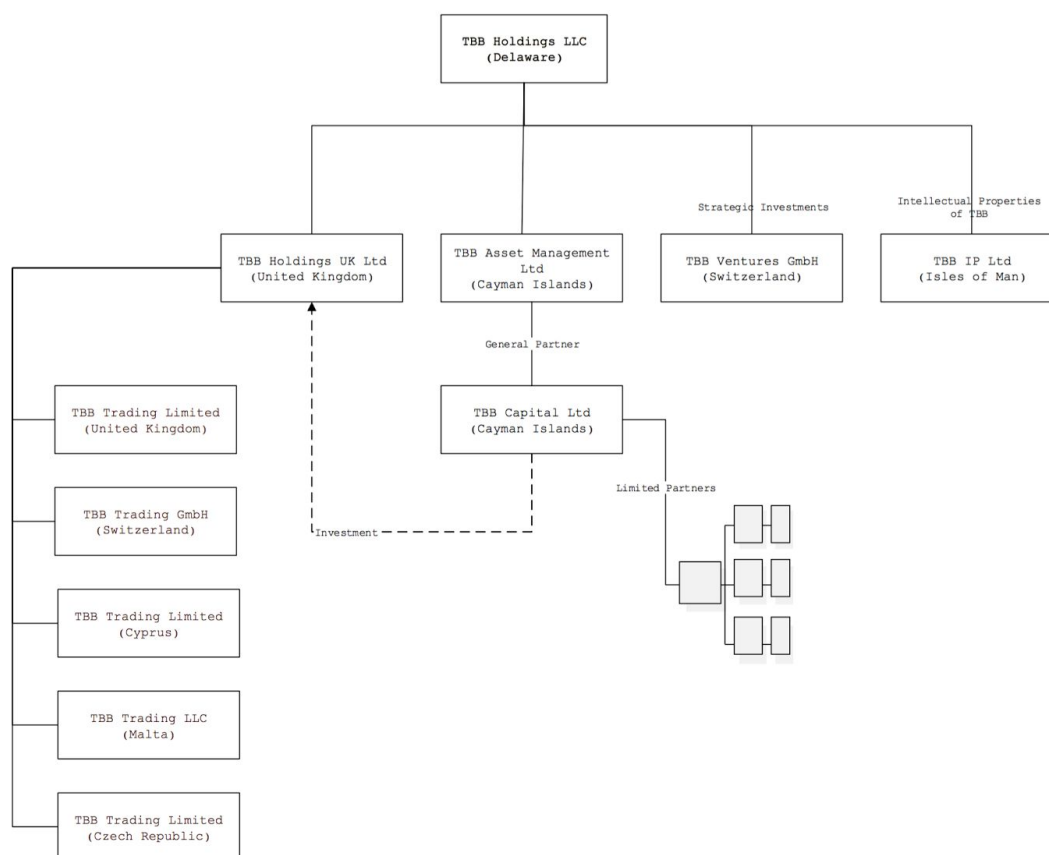 TBB Holdings LLC
(Delaware)
Strategic Investments
Intellectual Properties
of TBB
TBB Holdings UK Ltd
(United Kingdom)
TBB Asset Management
Ltd
(Cayman Islands)
TBB Ventures GmbH
(Switzerland)
TBB IP Ltd
(Isles of Man)
General Partner
TBB Trading Limited
(United Kingdom)
TBB Capital Ltd
(Cayman Islands)
Limited Partners
TBB Trading GmbH
(Switzerland)
Investment
TBB Trading Limited
(Cyprus)
TBB Trading LLC
(Malta)
TBB Trading Limited
(Czech Republic)